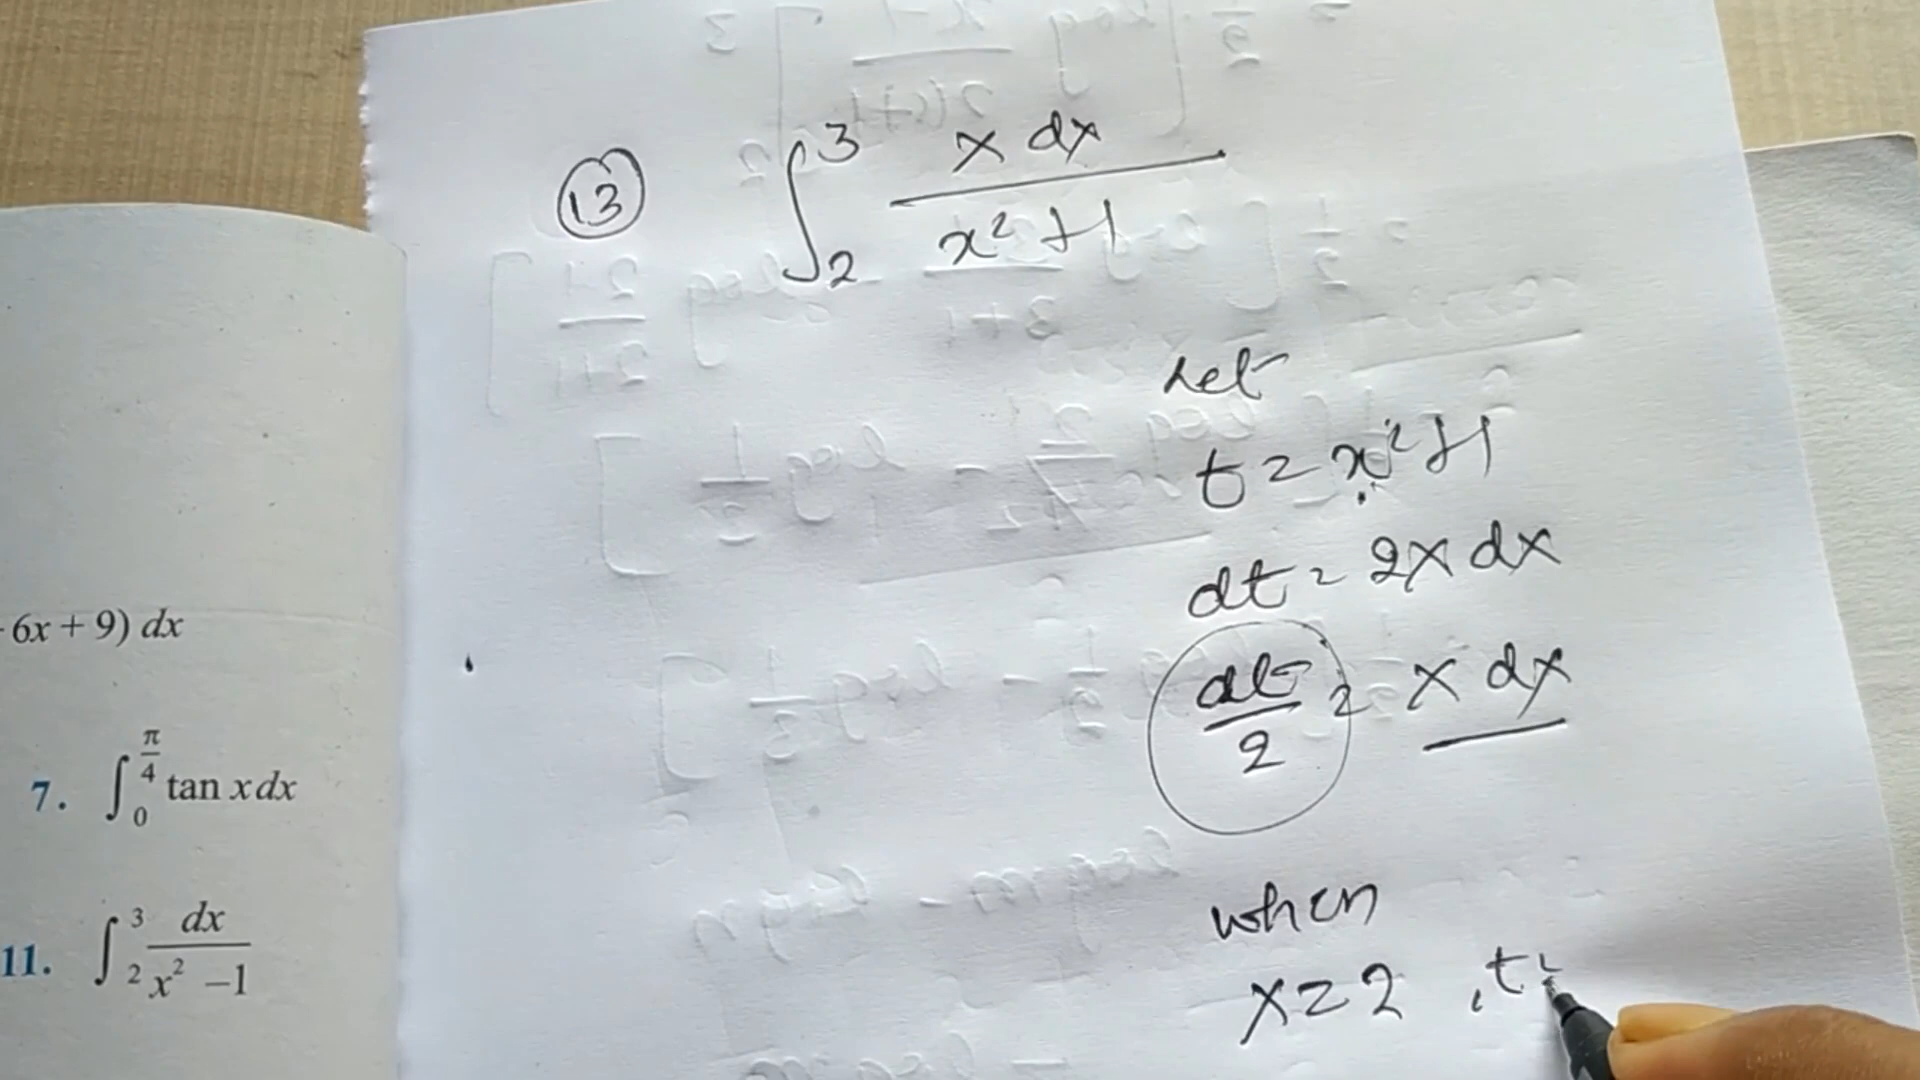 ⑬ ∫₂³ x dx / x² + 1
Let
t = x² + 1
dt = 2x dx
dt/2 = x dx
when
x = 2 , t =
6x + 9) dx
7. ∫₀^(π/4) tan x dx
11. ∫₂³ dx / x² − 1